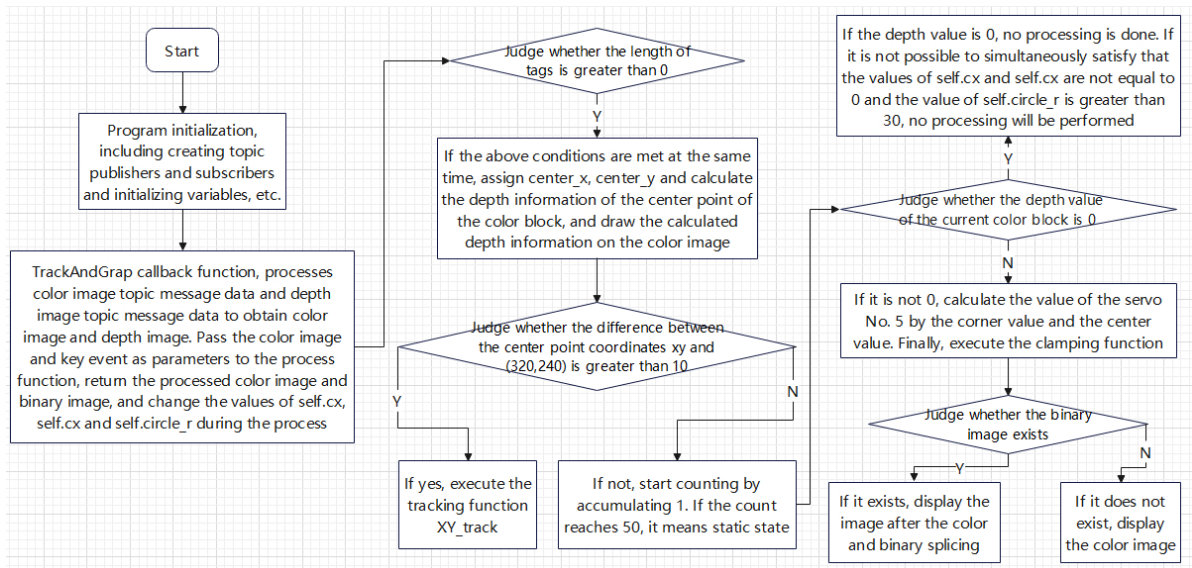 Start
Program initialization,
including creating topic
publishers and subscribers
and initializing variables, etc.
TrackAndGrap callback function, processes
color image topic message data and depth
image topic message data to obtain color
image and depth image. Pass the color image
and key event as parameters to the process
function, return the processed color image and
binary image, and change the values of self.cx,
self.cx and self.circle_r during the process
Judge whether the length of
tags is greater than 0
Y
If the above conditions are met at the same
time, assign center_x, center_y and calculate
the depth information of the center point of
the color block, and draw the calculated
depth information on the color image
Judge whether the difference between
the center point coordinates xy and
(320,240) is greater than 10
Y
N
If yes, execute the
tracking function
XY_track
If not, start counting by
accumulating 1. If the count
reaches 50, it means static state
If the depth value is 0, no processing is done. If
it is not possible to simultaneously satisfy that
the values of self.cx and self.cx are not equal to
0 and the value of self.circle_r is greater than
30, no processing will be performed
Y
Judge whether the depth value
of the current color block is 0
N
If it is not 0, calculate the value of the servo
No. 5 by the corner value and the center
value. Finally, execute the clamping function
Judge whether the binary
image exists
Y
N
If it exists, display the
image after the color
and binary splicing
If it does not
exist, display
the color image